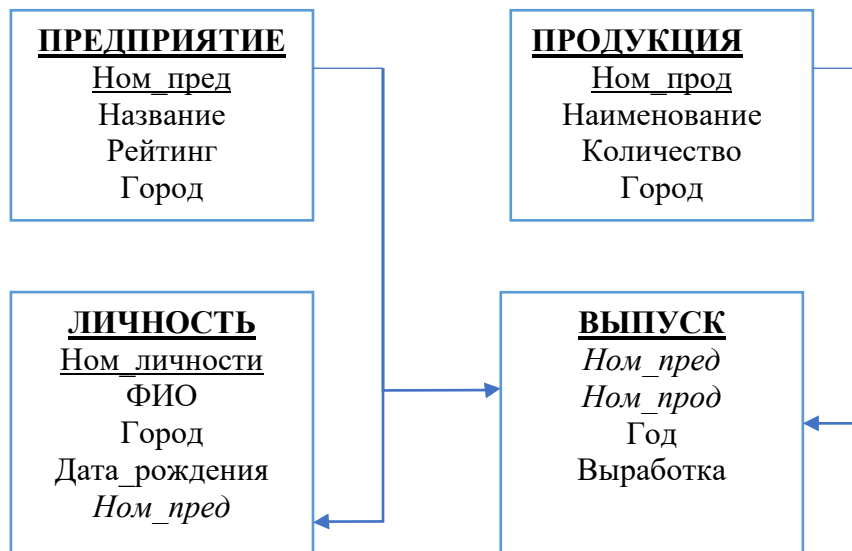 ПРЕДПРИЯТИЕ
Ном_пред
Название
Рейтинг
Город
ПРОДУКЦИЯ
Ном_прод
Наименование
Количество
Город
ЛИЧНОСТЬ
Ном_личности
ФИО
Город
Дата_рождения
Ном_пред
ВЫПУСК
Ном_пред
Ном_прод
Год
Выработка